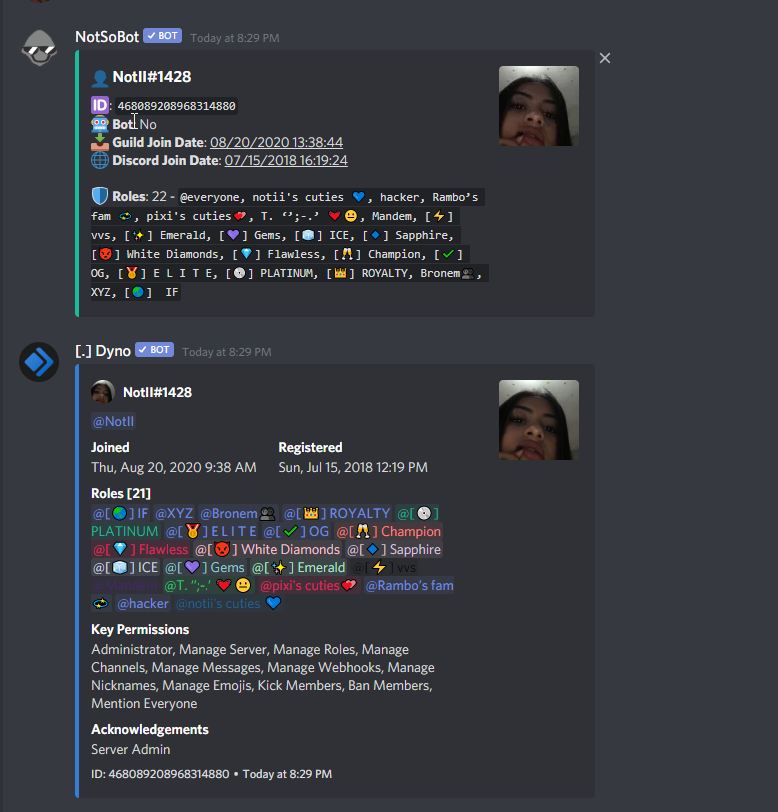 NotSoBot ✓ BOT Today at 8:29 PM
👤 NotII#1428
ID: 468089208968314880
🤖 Bot: No
📥 Guild Join Date: 08/20/2020 13:38:44
🌐 Discord Join Date: 07/15/2018 16:19:24
🛡️ Roles: 22 - @everyone, notii's cuties 💙, hacker, Rambo's
fam 💫, pixi's cuties💞, T. ‘’;-.’ ❤️😐, Mandem, [⚡]
vvs, [✨] Emerald, [💜] Gems, [🧊] ICE, [🔹] Sapphire,
[👿] White Diamonds, [💎] Flawless, [🥂] Champion, [✓]
OG, [🏅] E L I T E, [💿] PLATINUM, [👑] ROYALTY, Bronem👥,
XYZ, [🌏] IF
[.] Dyno ✓ BOT Today at 8:29 PM
NotII#1428
@NotII
Joined Registered
Thu, Aug 20, 2020 9:38 AM Sun, Jul 15, 2018 12:19 PM
Roles [21]
@[🌏] IF @XYZ @Bronem👥 @[👑] ROYALTY @[💿]
PLATINUM @[🏅] E L I T E @[✓] OG @[🥂] Champion
@[💎] Flawless @[👿] White Diamonds @[🔹] Sapphire
@[🧊] ICE @[💜] Gems @[✨] Emerald @[⚡] vvs
@Mandem @T. ‘’;-.’ ❤️😐 @pixi's cuties💞 @Rambo's fam
💫 @hacker @notii's cuties 💙
Key Permissions
Administrator, Manage Server, Manage Roles, Manage
Channels, Manage Messages, Manage Webhooks, Manage
Nicknames, Manage Emojis, Kick Members, Ban Members,
Mention Everyone
Acknowledgements
Server Admin
ID: 468089208968314880 • Today at 8:29 PM